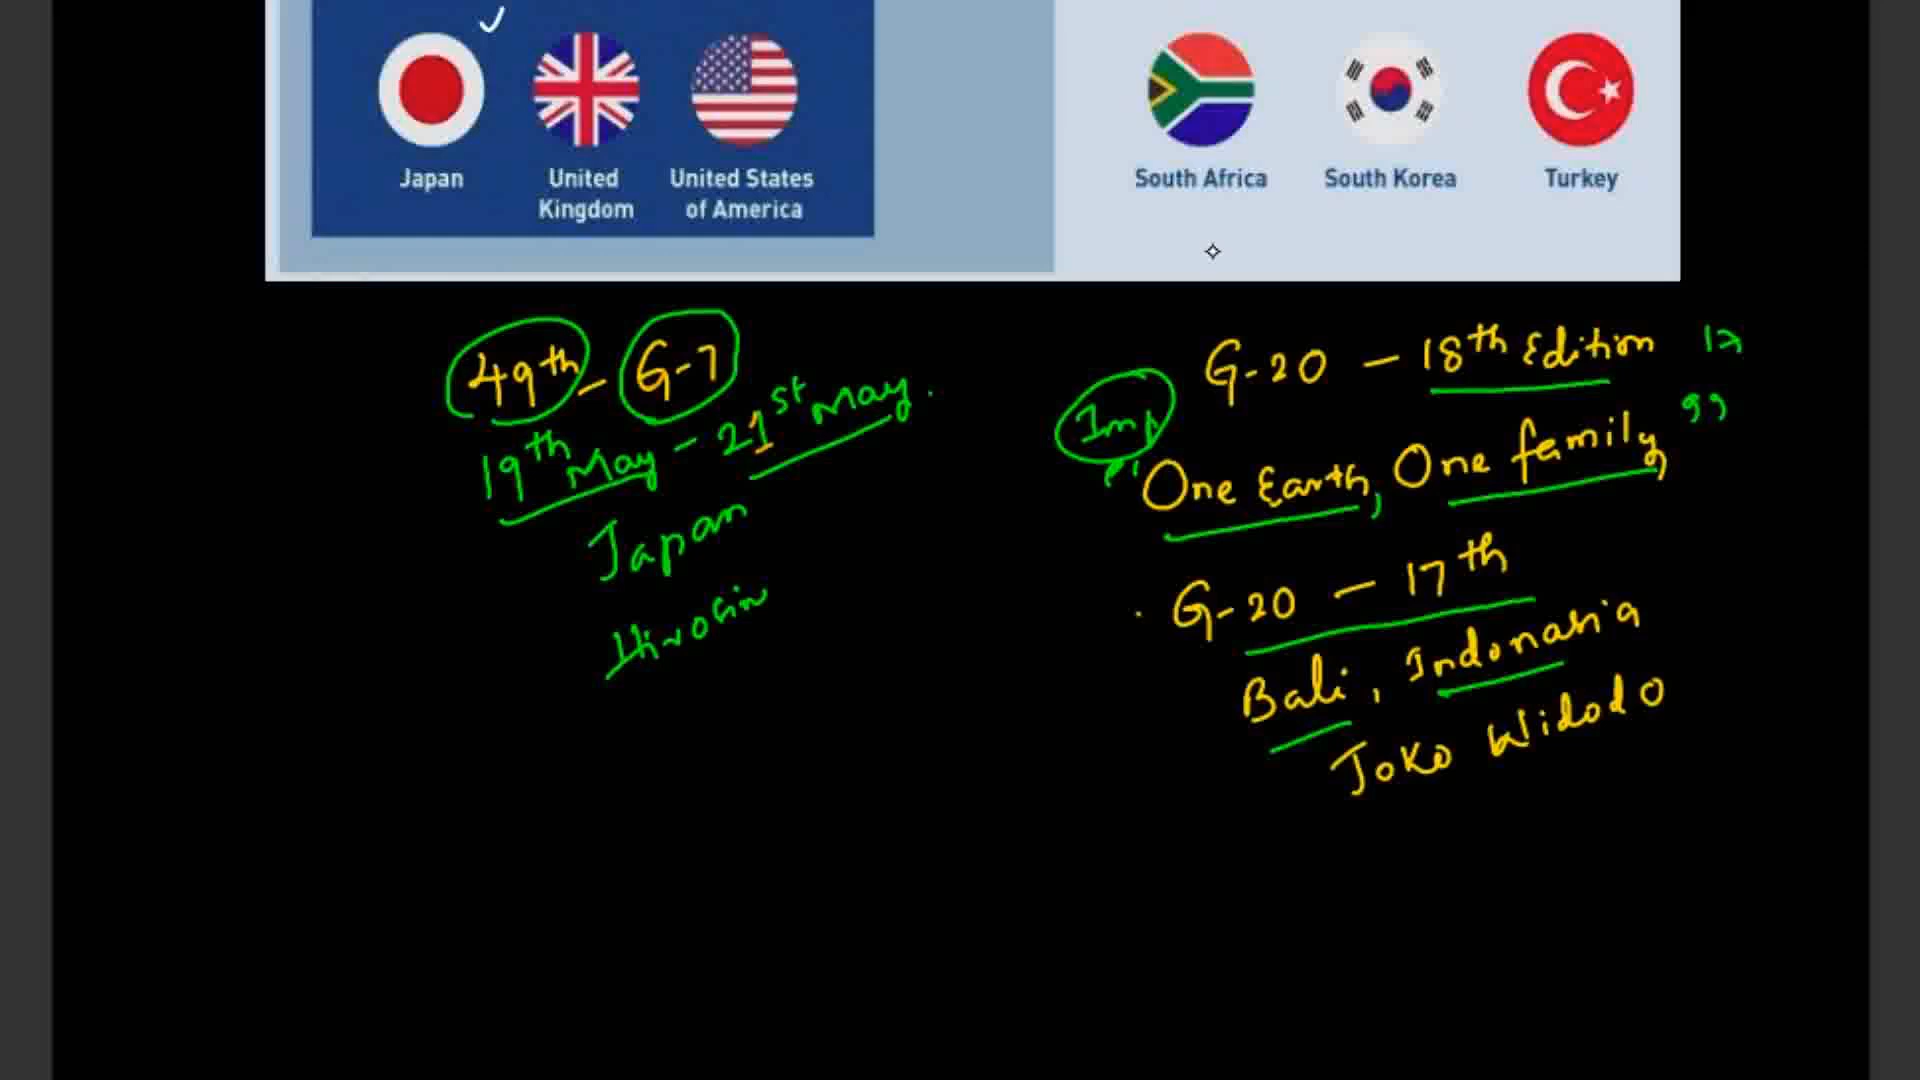 Japan
United Kingdom
United States of America
South Africa
South Korea
Turkey
49th - G-7
19th May - 21st May.
Japan
G-20 - 18th Edition
Imp
"One Earth, One family,"
G-20 - 17th
Bali, Indonasia
Joko Widodo